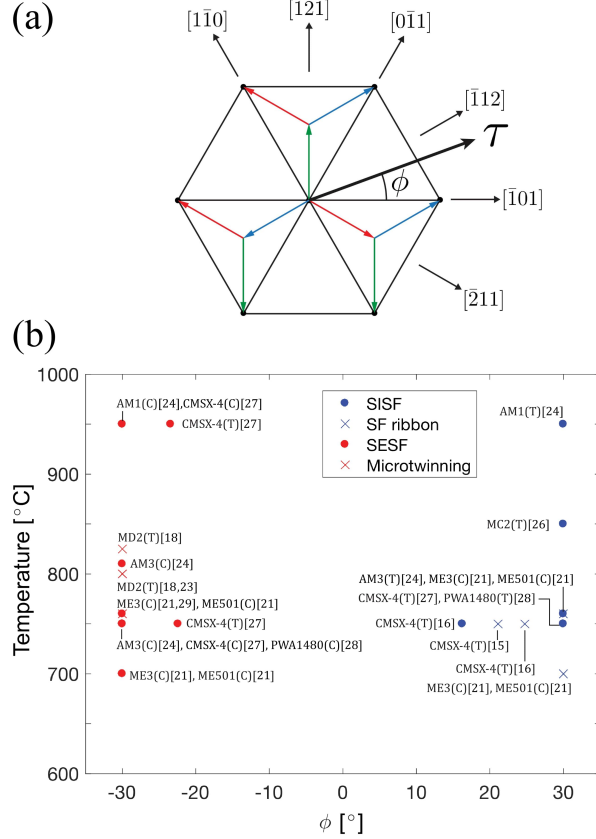 (a)
[11̄0]
[1̄21̄]
[01̄1]
[1̄12]
τ
ϕ
[1̄01]
[2̄11]
(b)
1000
900
800
700
600
Temperature [°C]
AM1(C)[24],CMSX-4(C)[27]
CMSX-4(T)[27]
SISF
SF ribbon
SESF
Microtwinning
AM1(T)[24]
MC2(T)[26]
MD2(T)[18]
AM3(C)[24]
MD2(T)[18,23]
ME3(C)[21,29], ME501(C)[21]
CMSX-4(T)[27]
AM3(C)[24], CMSX-4(C)[27], PWA1480(C)[28]
ME3(C)[21], ME501(C)[21]
AM3(T)[24], ME3(C)[21], ME501(C)[21]
CMSX-4(T)[27], PWA1480(T)[28]
CMSX-4(T)[16]
CMSX-4(T)[15]
CMSX-4(T)[16]
ME3(C)[21], ME501(C)[21]
-30 -20 -10 0 10 20 30
ϕ [°]